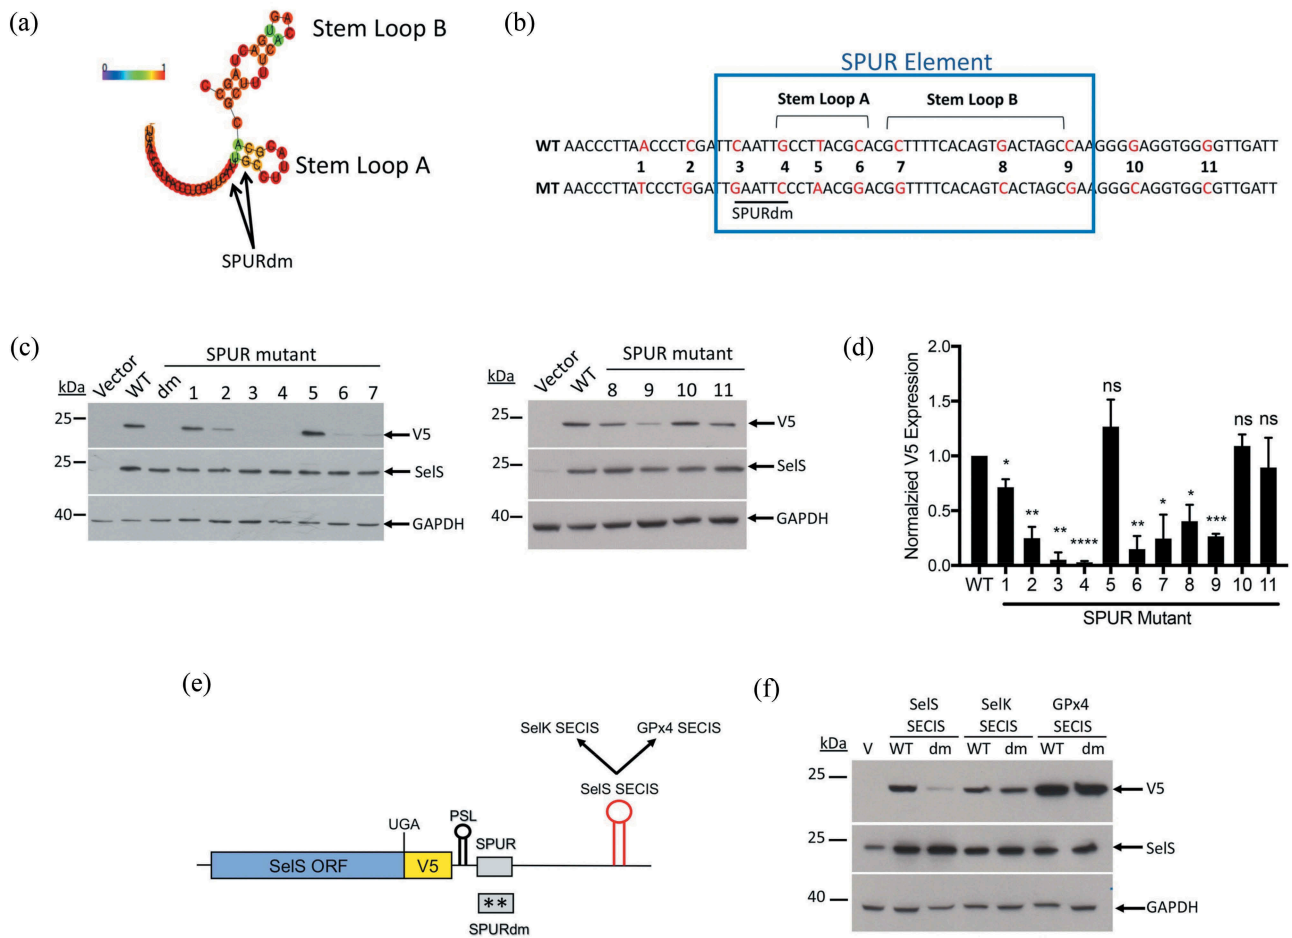 (a)
Stem Loop B
0 1
Stem Loop A
SPURdm
(b)
SPUR Element
Stem Loop A Stem Loop B
WT AACCCTTAACCCTCGATTCAATTGCCTTACGCACGCTTTTCACAGTGACTAGCCAAGGGGAGGTGGGGTTGATT
1 2 3 4 5 6 7 8 9 10 11
MT AACCCTTATCCCTGGATTGAATTCCCTAACGGACGGTTTTCACAGTCACTAGCGAAGGGCAGGTGGCGTTGATT
SPURdm
(c)
SPUR mutant
kDa Vector WT dm 1 2 3 4 5 6 7
25
V5
25
SelS
40
GAPDH
SPUR mutant
kDa Vector WT 8 9 10 11
25
V5
25
SelS
40
GAPDH
(d)
Normalzied V5 Expression
2.0
1.5
1.0
0.5
0.0
* ** ** **** ns ** * * *** ns ns
WT 1 2 3 4 5 6 7 8 9 10 11
SPUR Mutant
(e)
SelK SECIS GPx4 SECIS
SelS SECIS
PSL
UGA
SPUR
SelS ORF V5
**
SPURdm
(f)
SelS SECIS
SelK SECIS
GPx4 SECIS
kDa V WT dm WT dm WT dm
25
V5
25
SelS
40
GAPDH